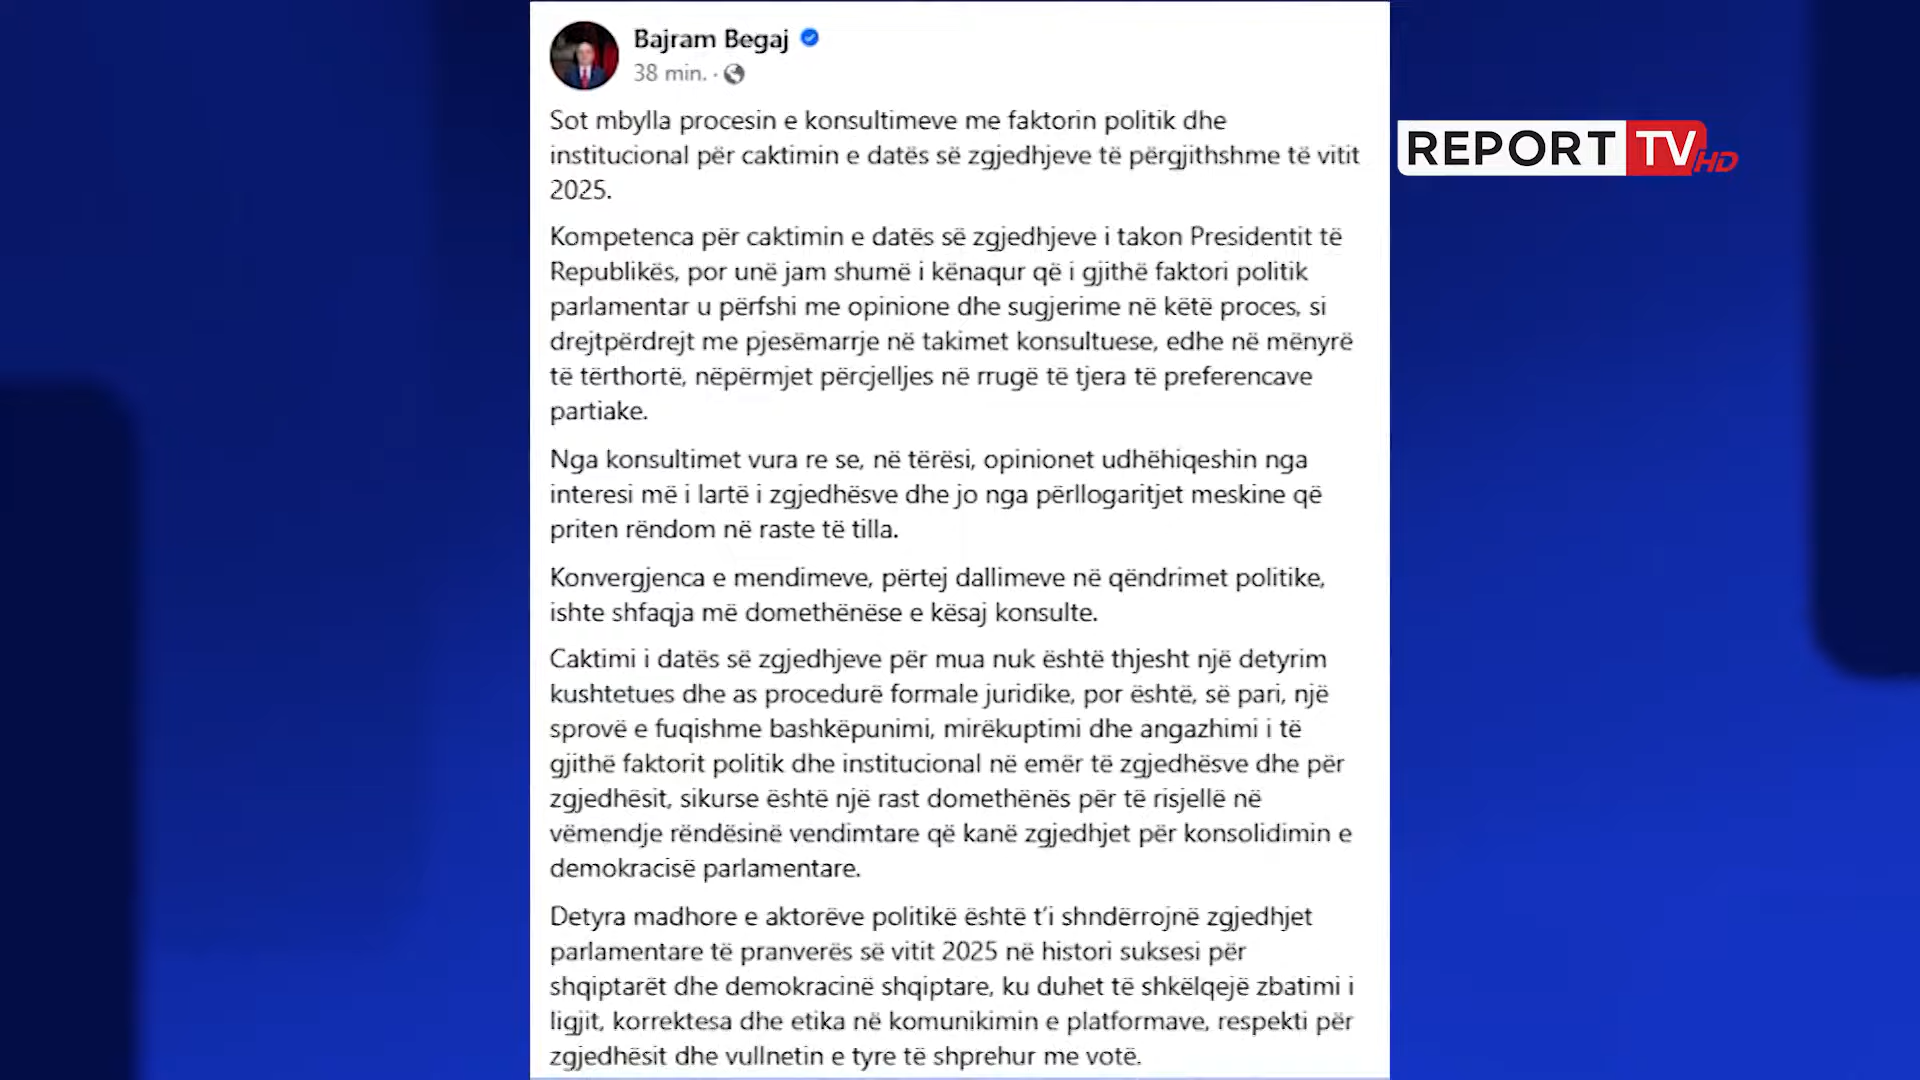 Bajram Begaj
38 min. ·
Sot mbylla procesin e konsultimeve me faktorin politik dhe
institucional për caktimin e datës së zgjedhjeve të përgjithshme të vitit
2025.
Kompetenca për caktimin e datës së zgjedhjeve i takon Presidentit të
Republikës, por unë jam shumë i kënaqur që i gjithë faktori politik
parlamentar u përfshi me opinione dhe sugjerime në këtë proces, si
drejtpërdrejt me pjesëmarrje në takimet konsultuese, edhe në mënyrë
të tërthortë, nëpërmjet përcjelljes në rrugë të tjera të preferencave
partiake.
Nga konsultimet vura re se, në tërësi, opinionet udhëhiqeshin nga
interesi më i lartë i zgjedhësve dhe jo nga përllogaritjet meskine që
priten rëndom në raste të tilla.
Konvergjenca e mendimeve, përtej dallimeve në qëndrimet politike,
ishte shfaqja më domethënëse e kësaj konsulte.
Caktimi i datës së zgjedhjeve për mua nuk është thjesht një detyrim
kushtetues dhe as procedurë formale juridike, por është, së pari, një
sprovë e fuqishme bashkëpunimi, mirëkuptimi dhe angazhimi i të
gjithë faktorit politik dhe institucional në emër të zgjedhësve dhe për
zgjedhësit, sikurse është një rast domethënës për të risjellë në
vëmendje rëndësinë vendimtare që kanë zgjedhjet për konsolidimin e
demokracisë parlamentare.
Detyra madhore e aktorëve politikë është t'i shndërrojnë zgjedhjet
parlamentare të pranverës së vitit 2025 në histori suksesi për
shqiptarët dhe demokracinë shqiptare, ku duhet të shkëlqejë zbatimi i
ligjit, korrektesa dhe etika në komunikimin e platformave, respekti për
zgjedhësit dhe vullnetin e tyre të shprehur me votë.
REPORT TV HD